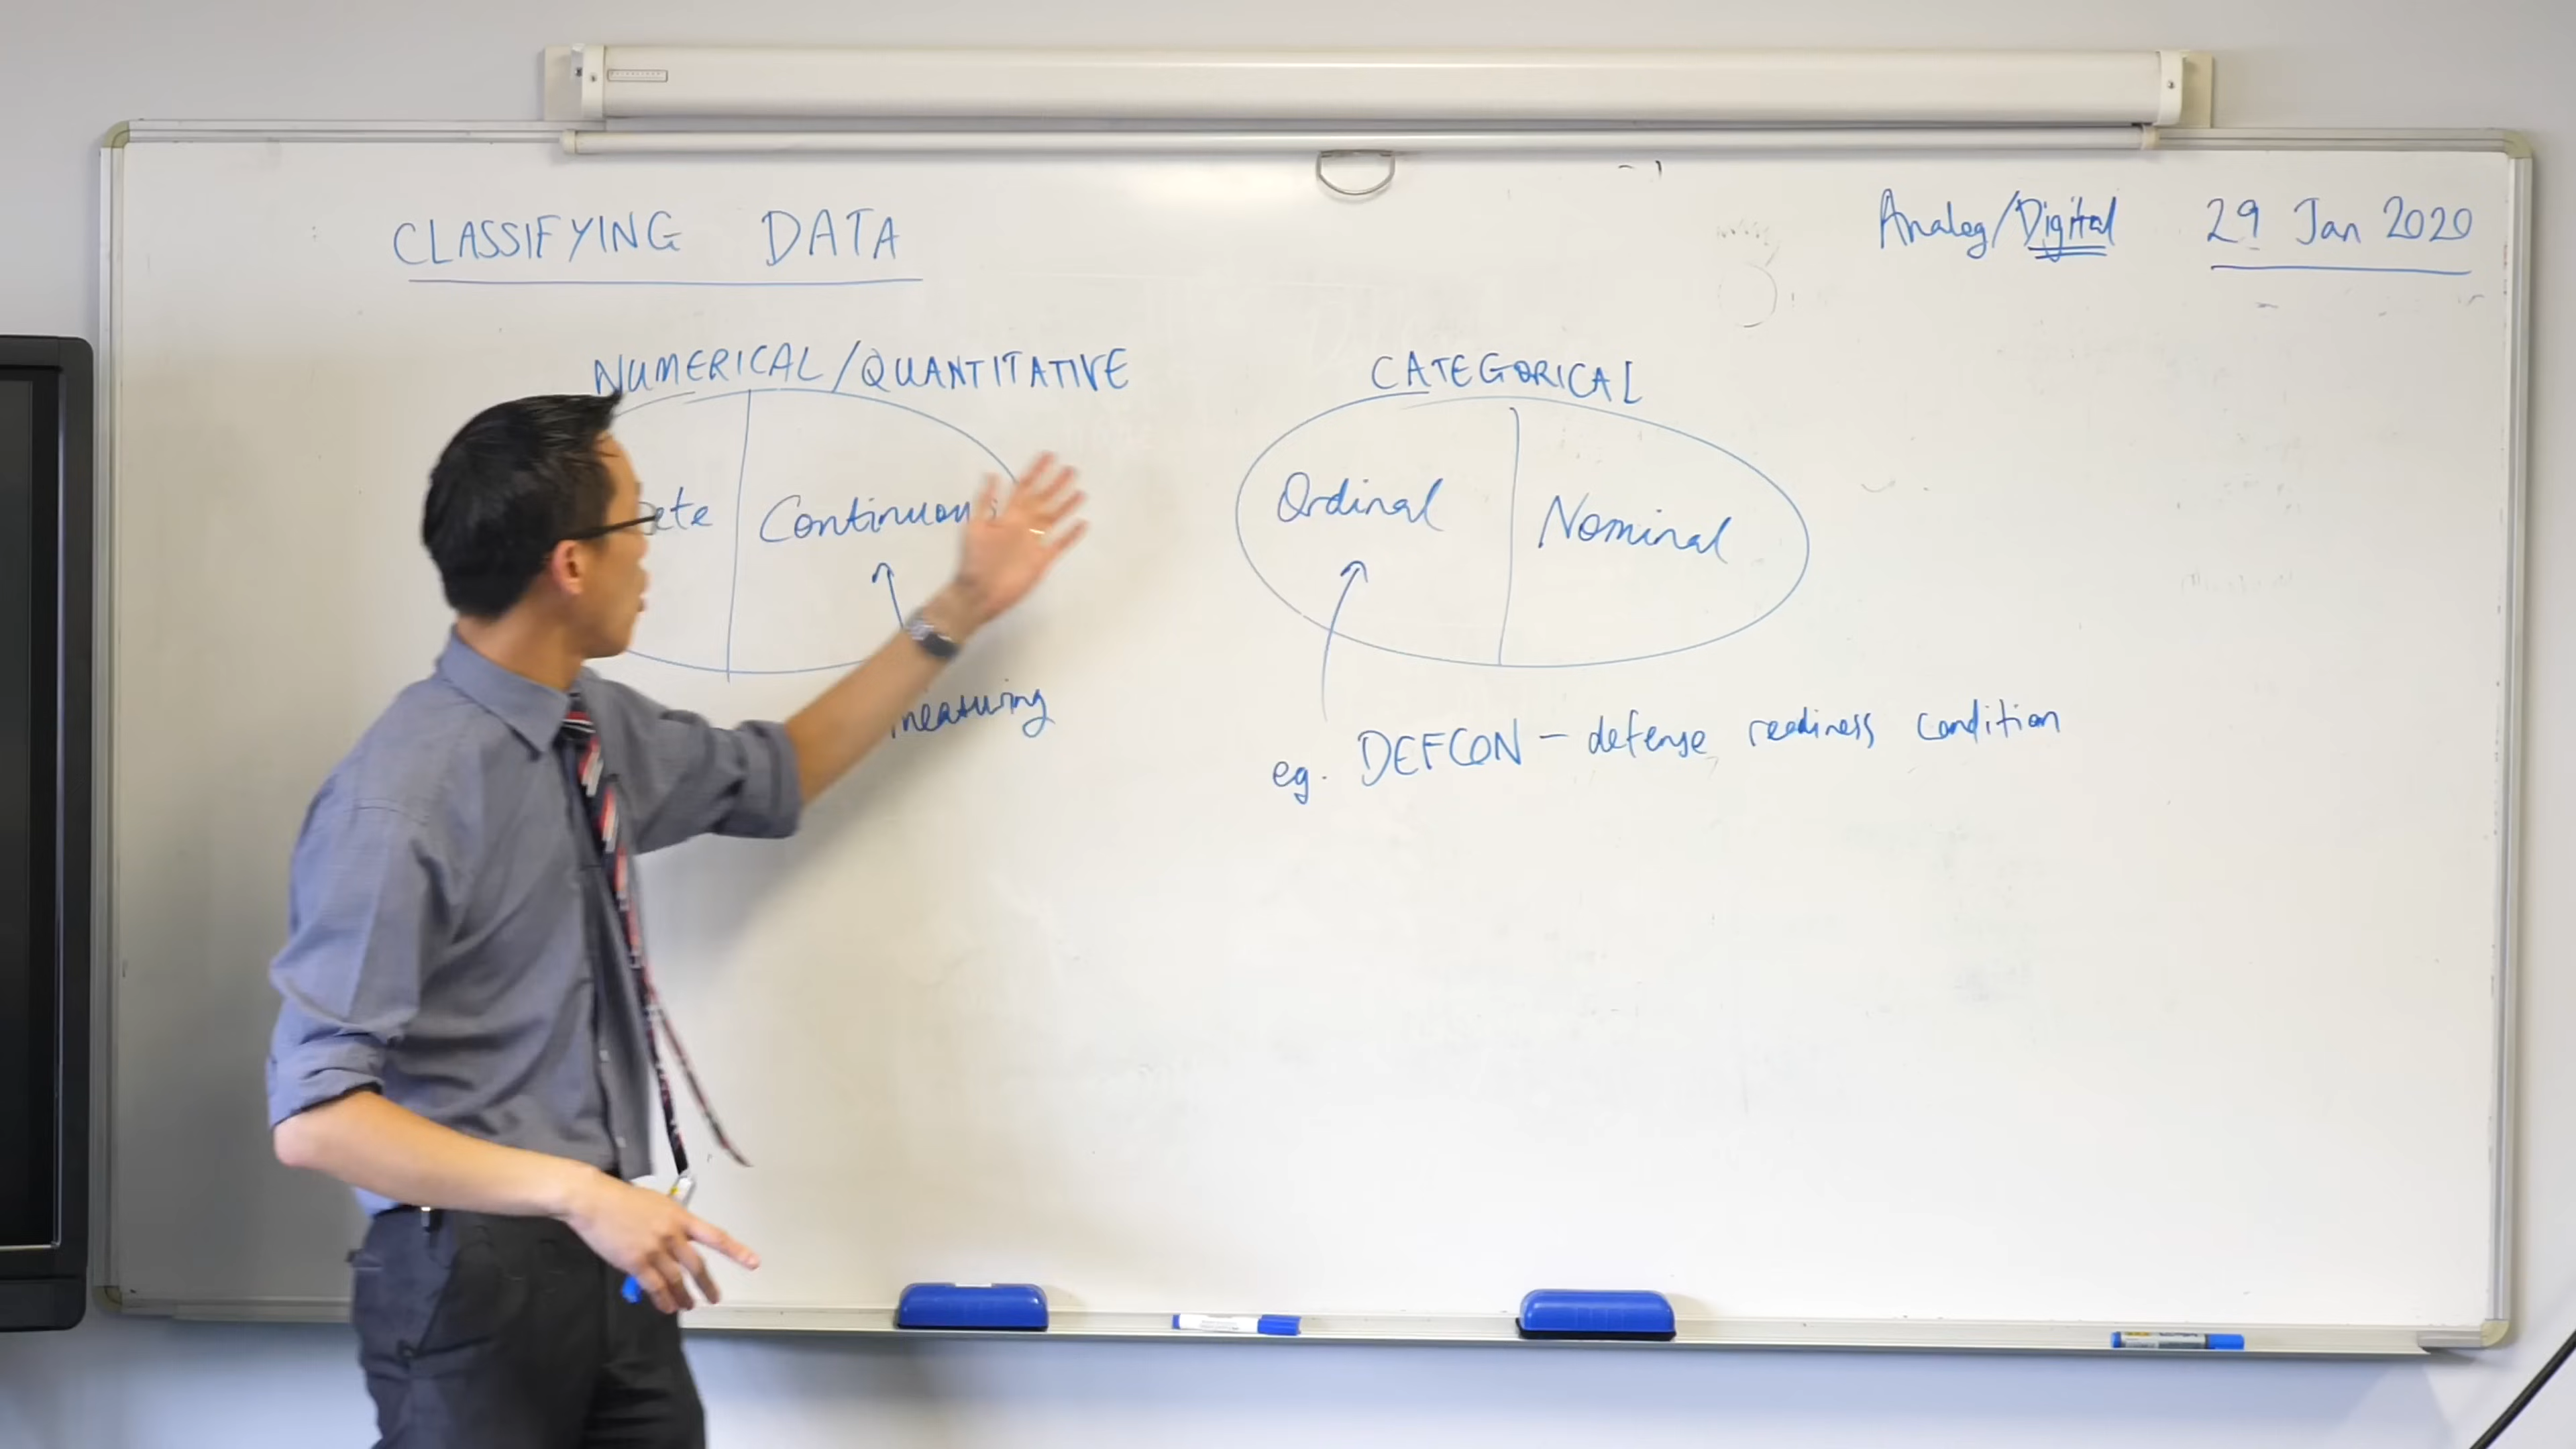 CLASSIFYING DATA
Analog/Digital 29 Jan 2020
NUMERICAL/QUANTITATIVE
CATEGORICAL
ete Continuous
Ordinal Nominal
measuring
eg. DEFCON - defense readiness condition